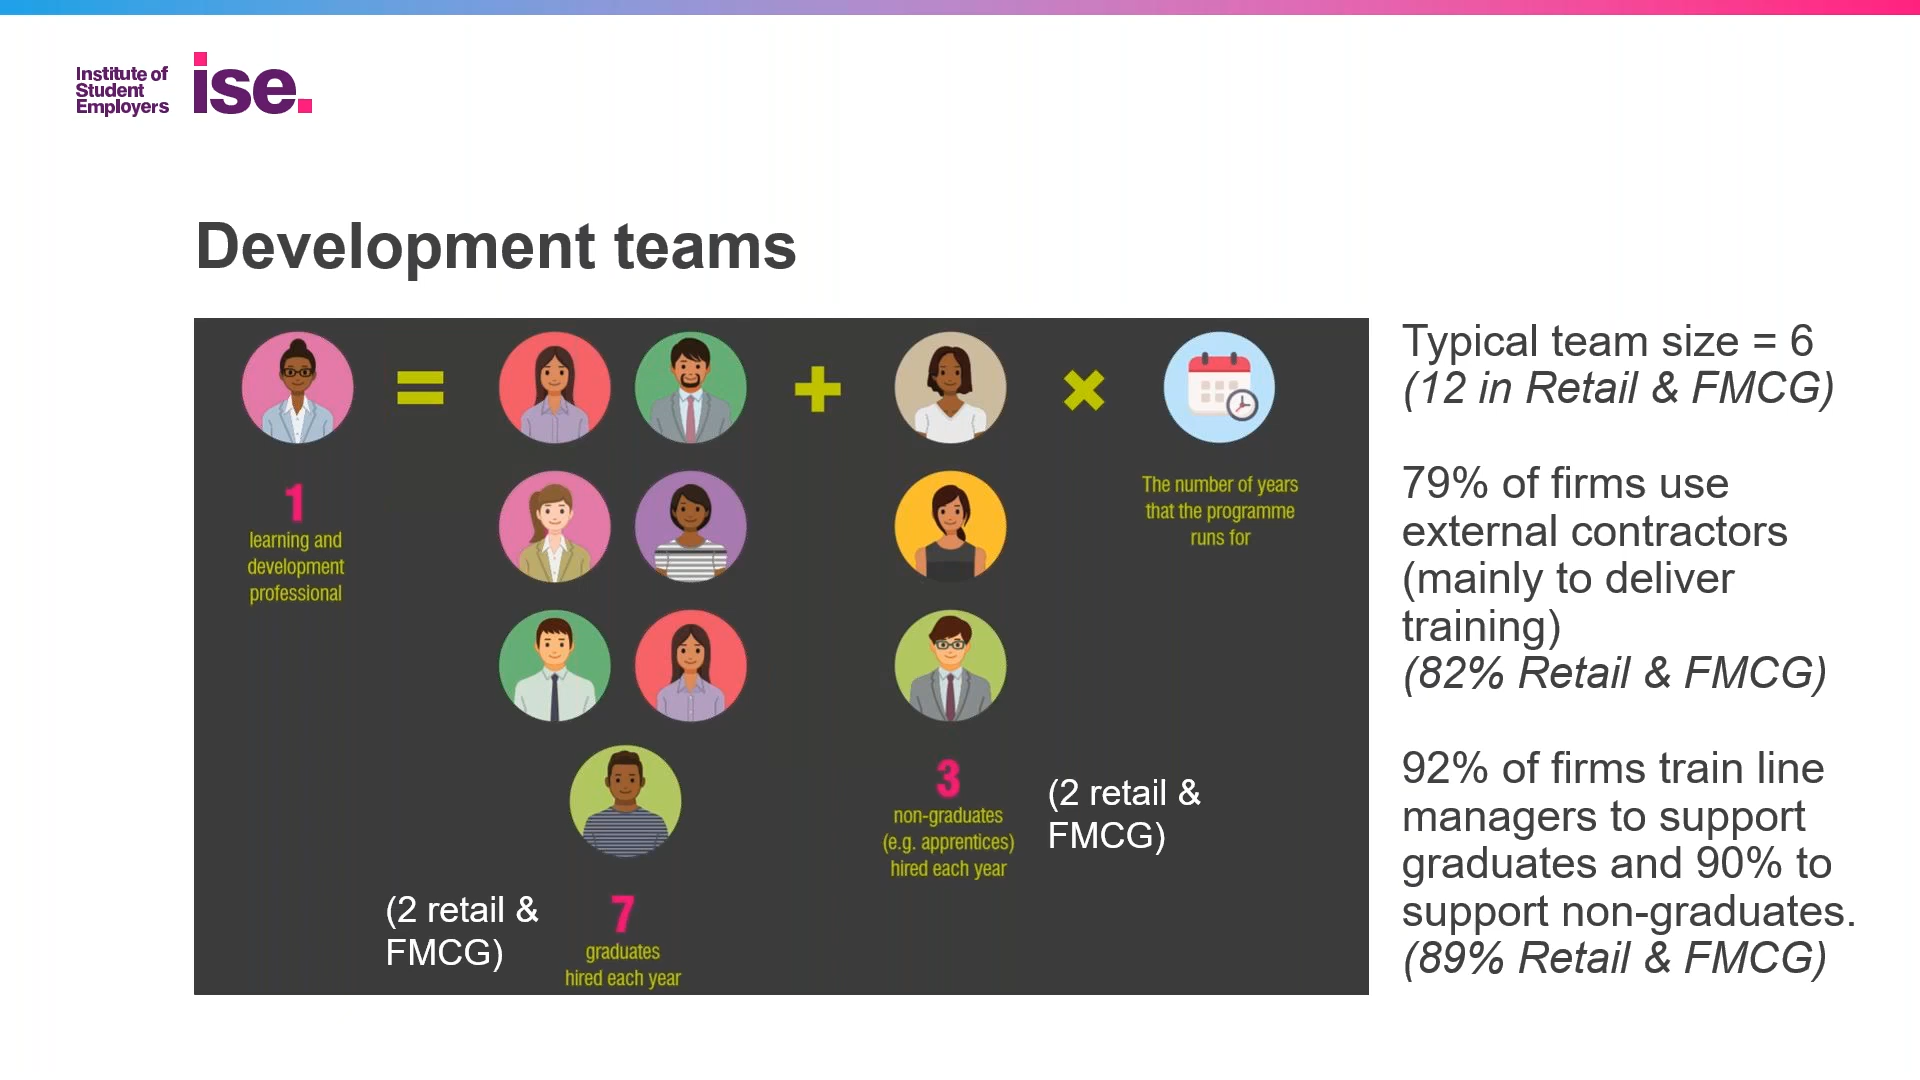 Institute of
Student
Employers
ise.
Development teams
1
learning and
development
professional
=
+
×
The number of years
that the programme
runs for
3
non-graduates
(e.g. apprentices)
hired each year
(2 retail &
FMCG)
(2 retail &
FMCG)
7
graduates
hired each year
Typical team size = 6
(12 in Retail & FMCG)
79% of firms use
external contractors
(mainly to deliver
training)
(82% Retail & FMCG)
92% of firms train line
managers to support
graduates and 90% to
support non-graduates.
(89% Retail & FMCG)